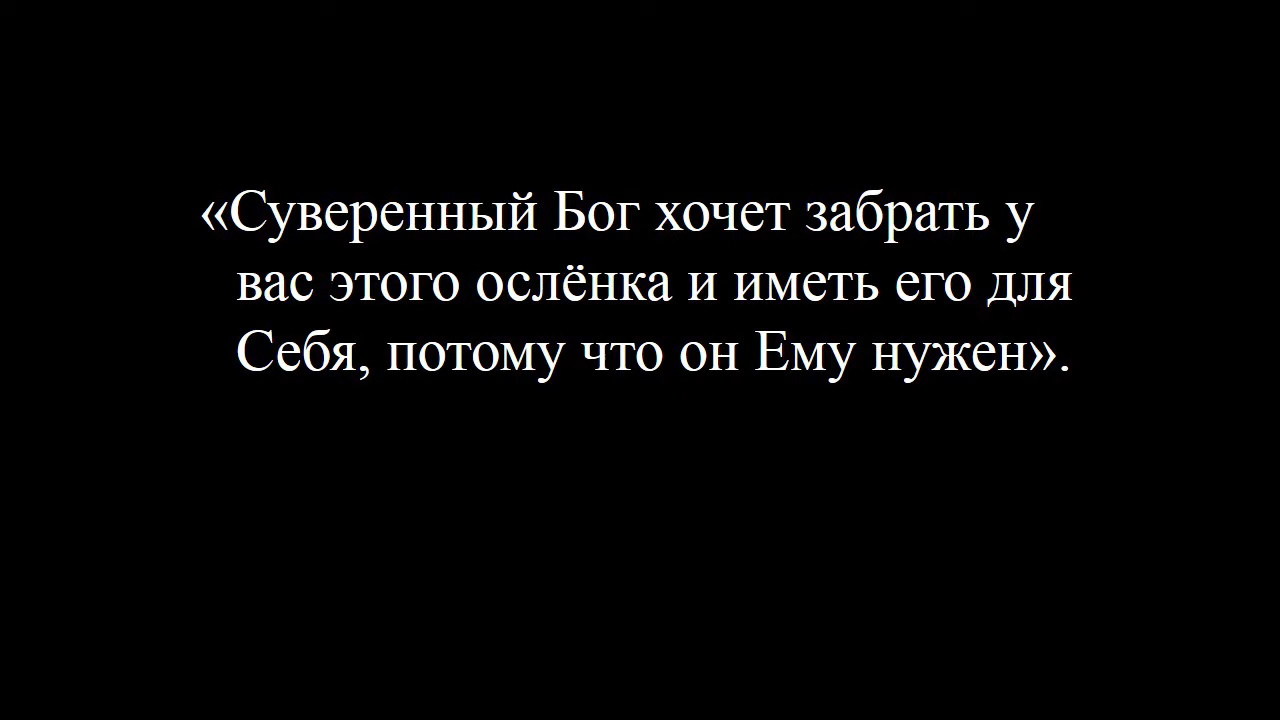 «Суверенный Бог хочет забрать у
вас этого ослёнка и иметь его для
Себя, потому что он Ему нужен».